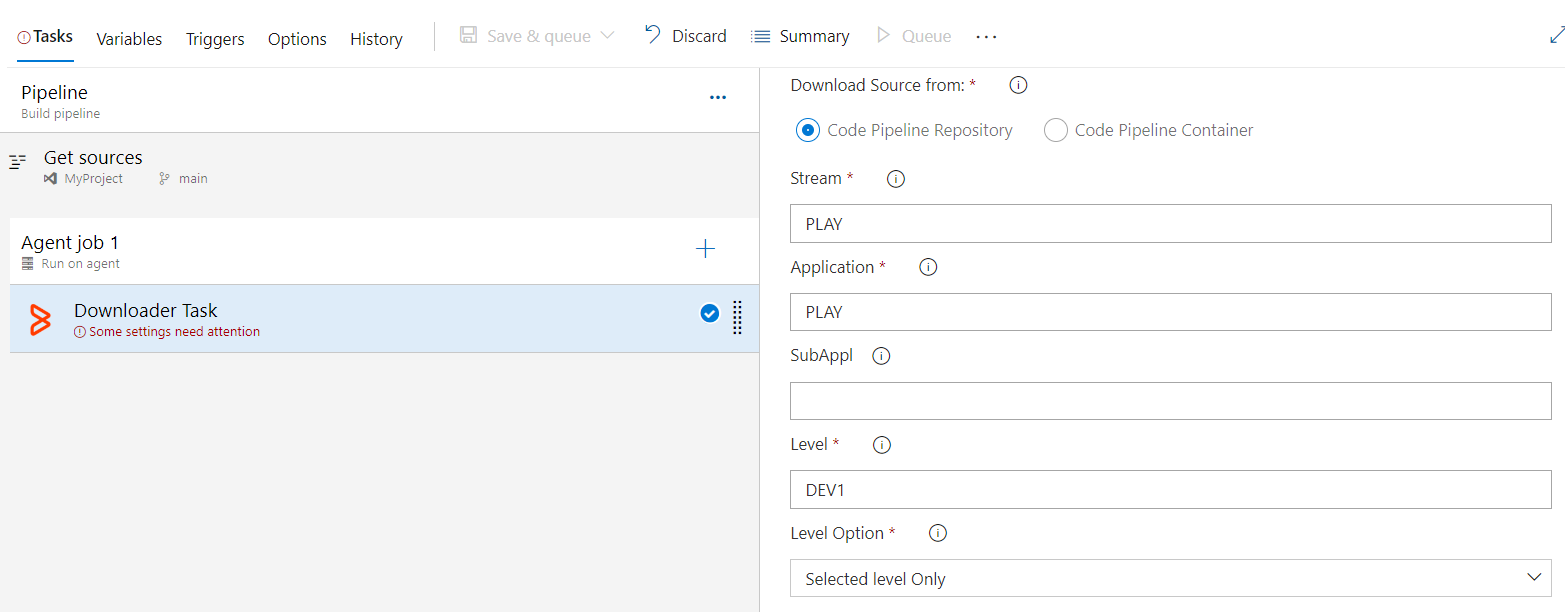 Tasks Variables Triggers Options History Save & queue Discard Summary Queue ...
Pipeline
Build pipeline
Get sources
MyProject main
Agent job 1
Run on agent
Downloader Task
Some settings need attention
Download Source from: *
Code Pipeline Repository Code Pipeline Container
Stream *
PLAY
Application *
PLAY
SubAppl
Level *
DEV1
Level Option *
Selected level Only